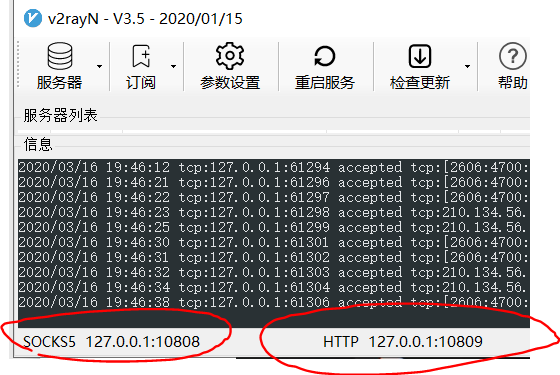 v2rayN - V3.5 - 2020/01/15
服务器 订阅 参数设置 重启服务 检查更新 帮助
服务器列表
信息
2020/03/16 19:46:12 tcp:127.0.0.1:61294 accepted tcp:[2606:4700:
2020/03/16 19:46:21 tcp:127.0.0.1:61296 accepted tcp:[2606:4700:
2020/03/16 19:46:22 tcp:127.0.0.1:61297 accepted tcp:[2606:4700:
2020/03/16 19:46:23 tcp:127.0.0.1:61298 accepted tcp:210.134.56.
2020/03/16 19:46:25 tcp:127.0.0.1:61299 accepted tcp:210.134.56.
2020/03/16 19:46:30 tcp:127.0.0.1:61301 accepted tcp:[2606:4700:
2020/03/16 19:46:31 tcp:127.0.0.1:61302 accepted tcp:[2606:4700:
2020/03/16 19:46:32 tcp:127.0.0.1:61303 accepted tcp:210.134.56.
2020/03/16 19:46:34 tcp:127.0.0.1:61304 accepted tcp:210.134.56.
2020/03/16 19:46:38 tcp:127.0.0.1:61306 accepted tcp:[2606:4700:
SOCKS5 127.0.0.1:10808 HTTP 127.0.0.1:10809